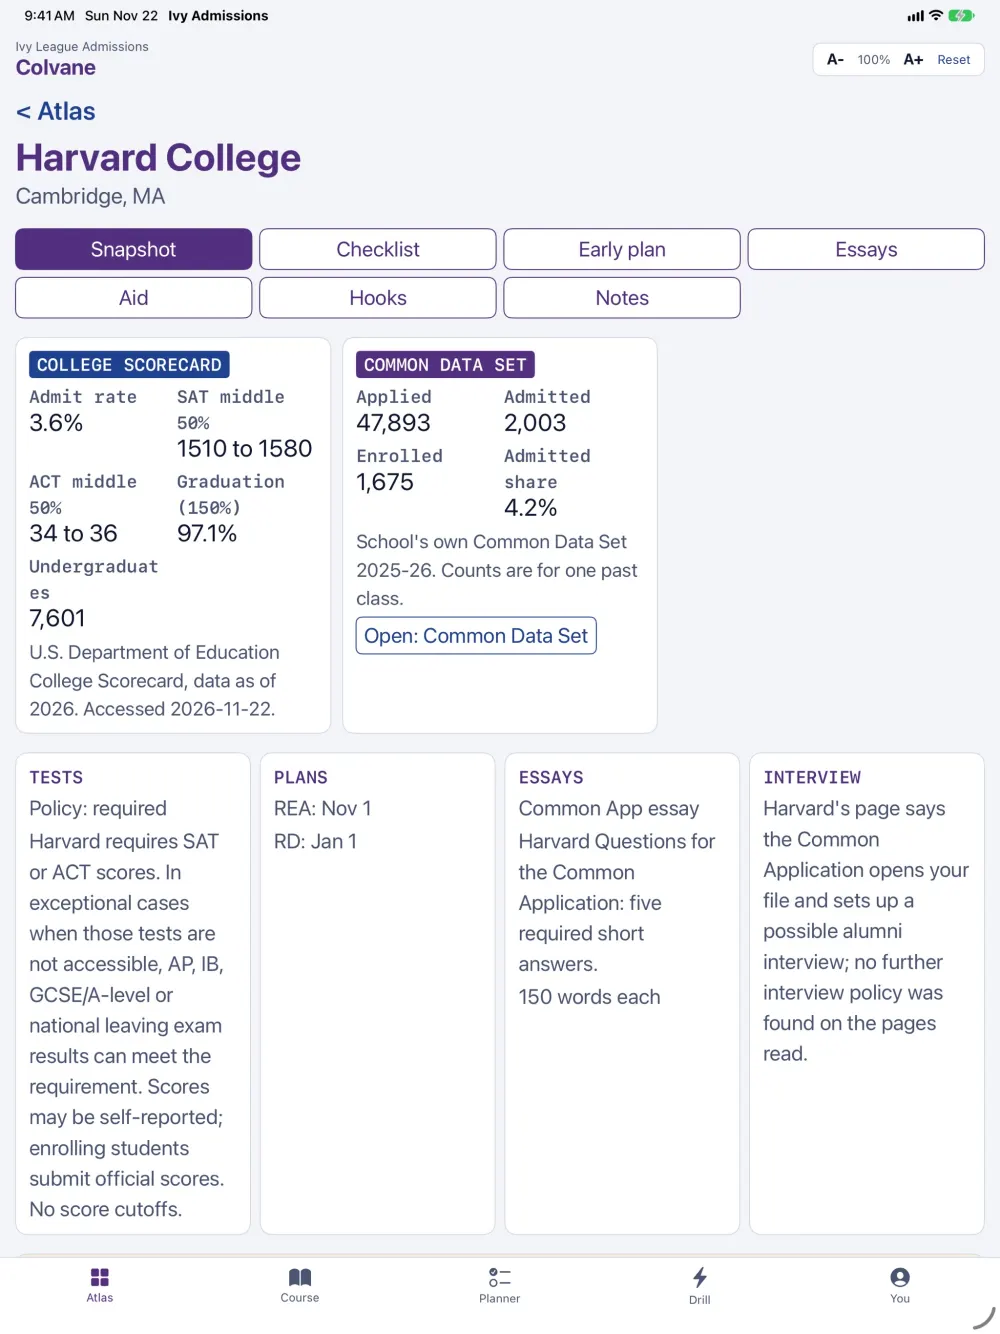 9:41 AM Sun Nov 22 Ivy Admissions
Ivy League Admissions
Colvane
A- 100% A+ Reset
< Atlas
Harvard College
Cambridge, MA
Snapshot
Checklist
Early plan
Essays
Aid
Hooks
Notes
COLLEGE SCORECARD
Admit rate
3.6%
SAT middle
50%
1510 to 1580
ACT middle
50%
34 to 36
Graduation
(150%)
97.1%
Undergraduat
es
7,601
U.S. Department of Education
College Scorecard, data as of
2026. Accessed 2026-11-22.
COMMON DATA SET
Applied
47,893
Admitted
2,003
Enrolled
1,675
Admitted
share
4.2%
School's own Common Data Set
2025-26. Counts are for one past
class.
Open: Common Data Set
TESTS
Policy: required
Harvard requires SAT
or ACT scores. In
exceptional cases
when those tests are
not accessible, AP, IB,
GCSE/A-level or
national leaving exam
results can meet the
requirement. Scores
may be self-reported;
enrolling students
submit official scores.
No score cutoffs.
PLANS
REA: Nov 1
RD: Jan 1
ESSAYS
Common App essay
Harvard Questions for
the Common
Application: five
required short
answers.
150 words each
INTERVIEW
Harvard's page says
the Common
Application opens your
file and sets up a
possible alumni
interview; no further
interview policy was
found on the pages
read.
Atlas
Course
Planner
Drill
You